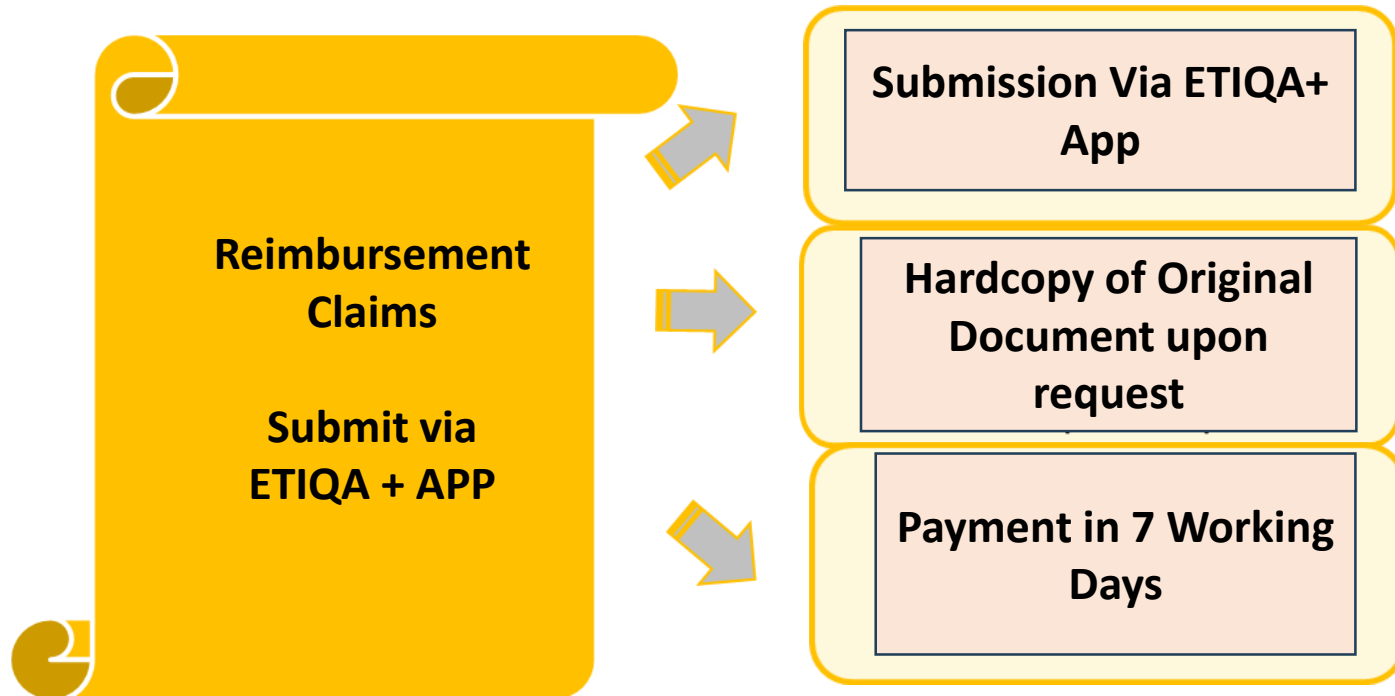 Reimbursement
Claims
Submit via
ETIQA + APP
Submission Via ETIQA+
App
Hardcopy of Original
Document upon
request
Payment in 7 Working
Days